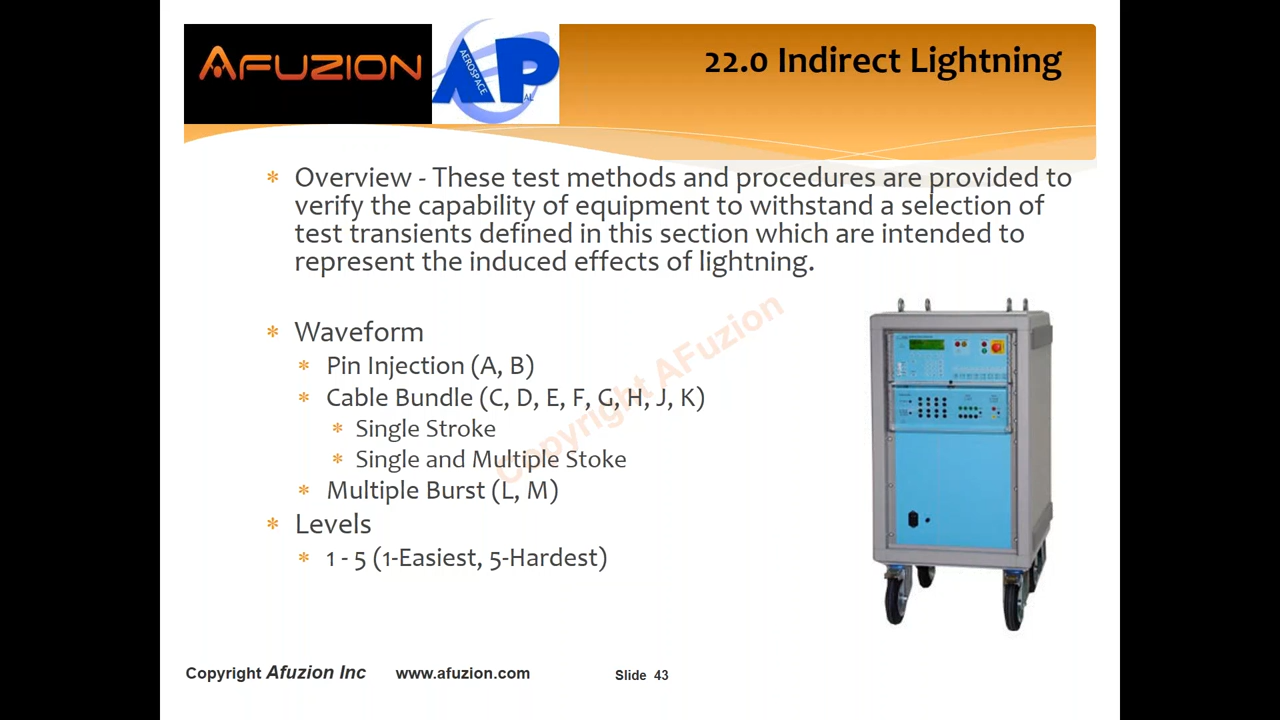 AFUZION
AEROSPACE
AP
AL
22.0 Indirect Lightning
* Overview - These test methods and procedures are provided to
verify the capability of equipment to withstand a selection of
test transients defined in this section which are intended to
represent the induced effects of lightning.
* Waveform
* Pin Injection (A, B)
* Cable Bundle (C, D, E, F, G, H, J, K)
* Single Stroke
* Single and Multiple Stoke
* Multiple Burst (L, M)
* Levels
* 1 - 5 (1-Easiest, 5-Hardest)
Copyright AFuzion
Copyright Afuzion Inc www.afuzion.com Slide 43